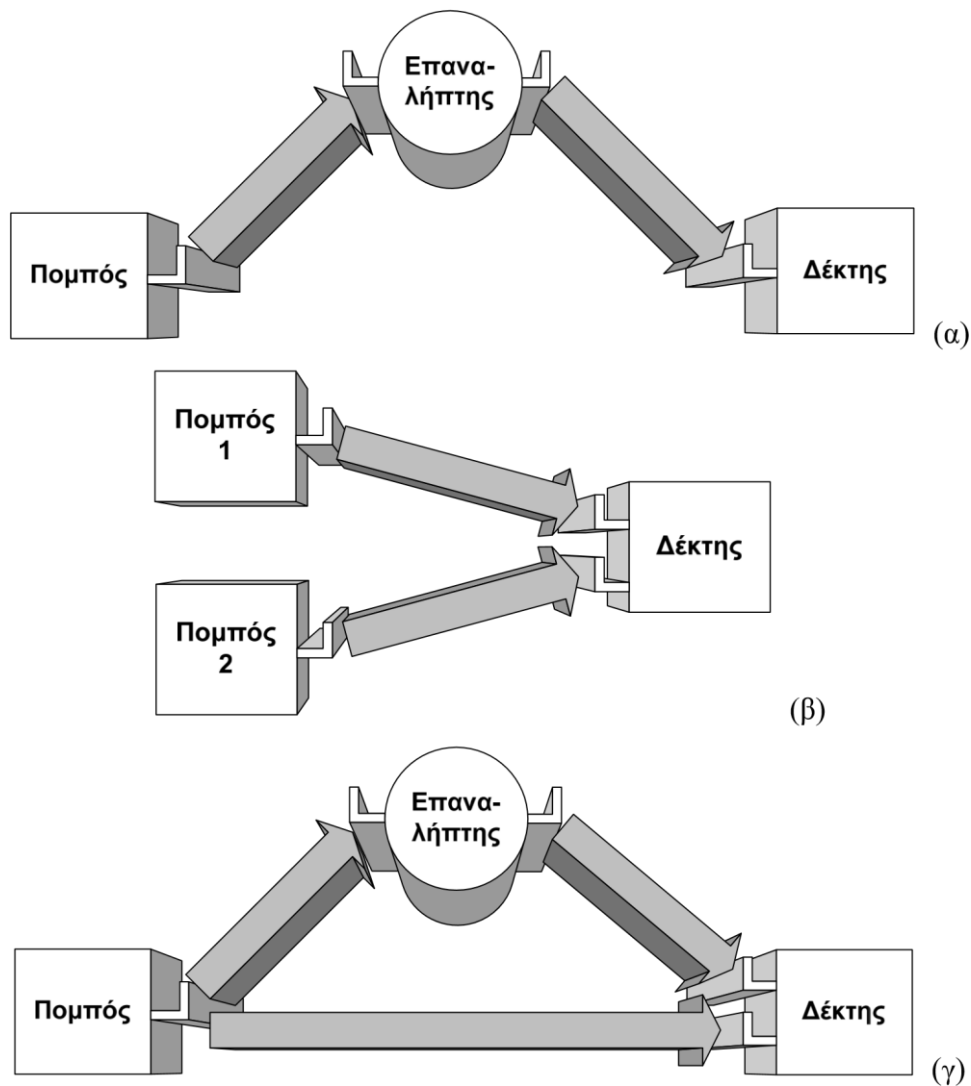 Επανα-
λήπτης
Πομπός
Δέκτης
(α)
Πομπός
1
Δέκτης
Πομπός
2
(β)
Επανα-
λήπτης
Πομπός
Δέκτης
(γ)